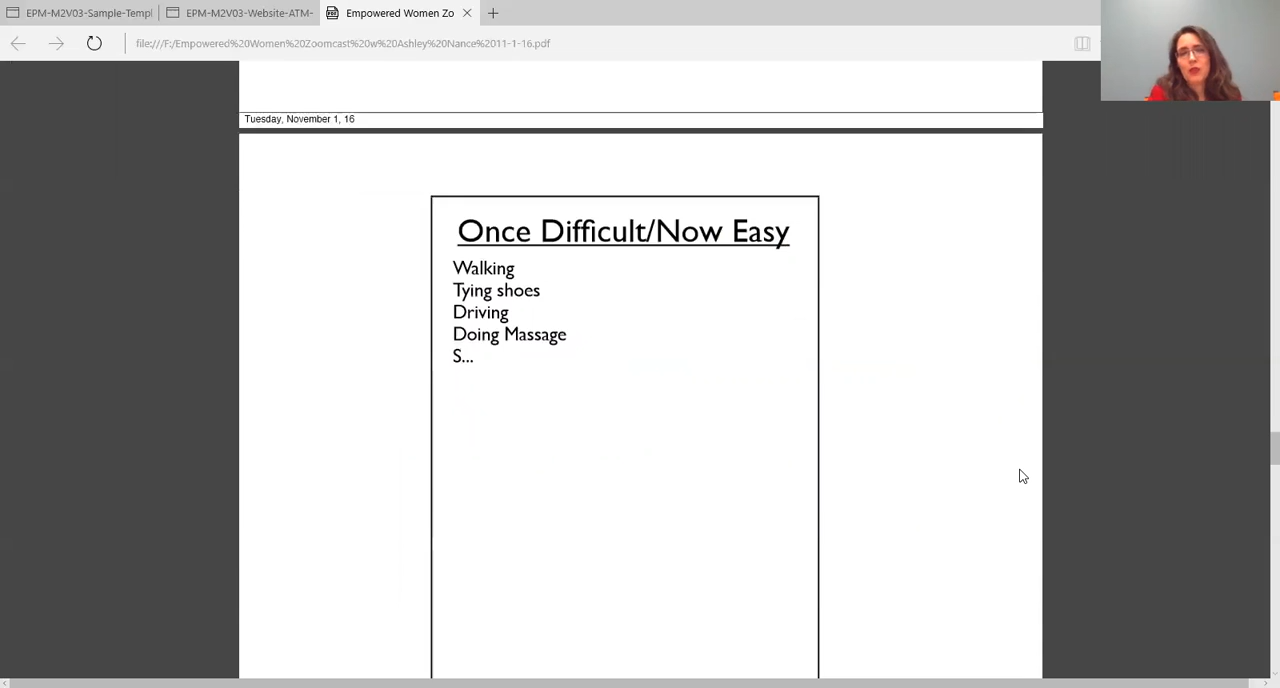 EPM-M2V03-Sample-Templ
EPM-M2V03-Website-ATM-
Empowered Women Zo
file:///F:/Empowered%20Women%20Zoomcast%20w%20Ashley%20Nance%2011-1-16.pdf
Tuesday, November 1, 16
Once Difficult/Now Easy
Walking
Tying shoes
Driving
Doing Massage
S...